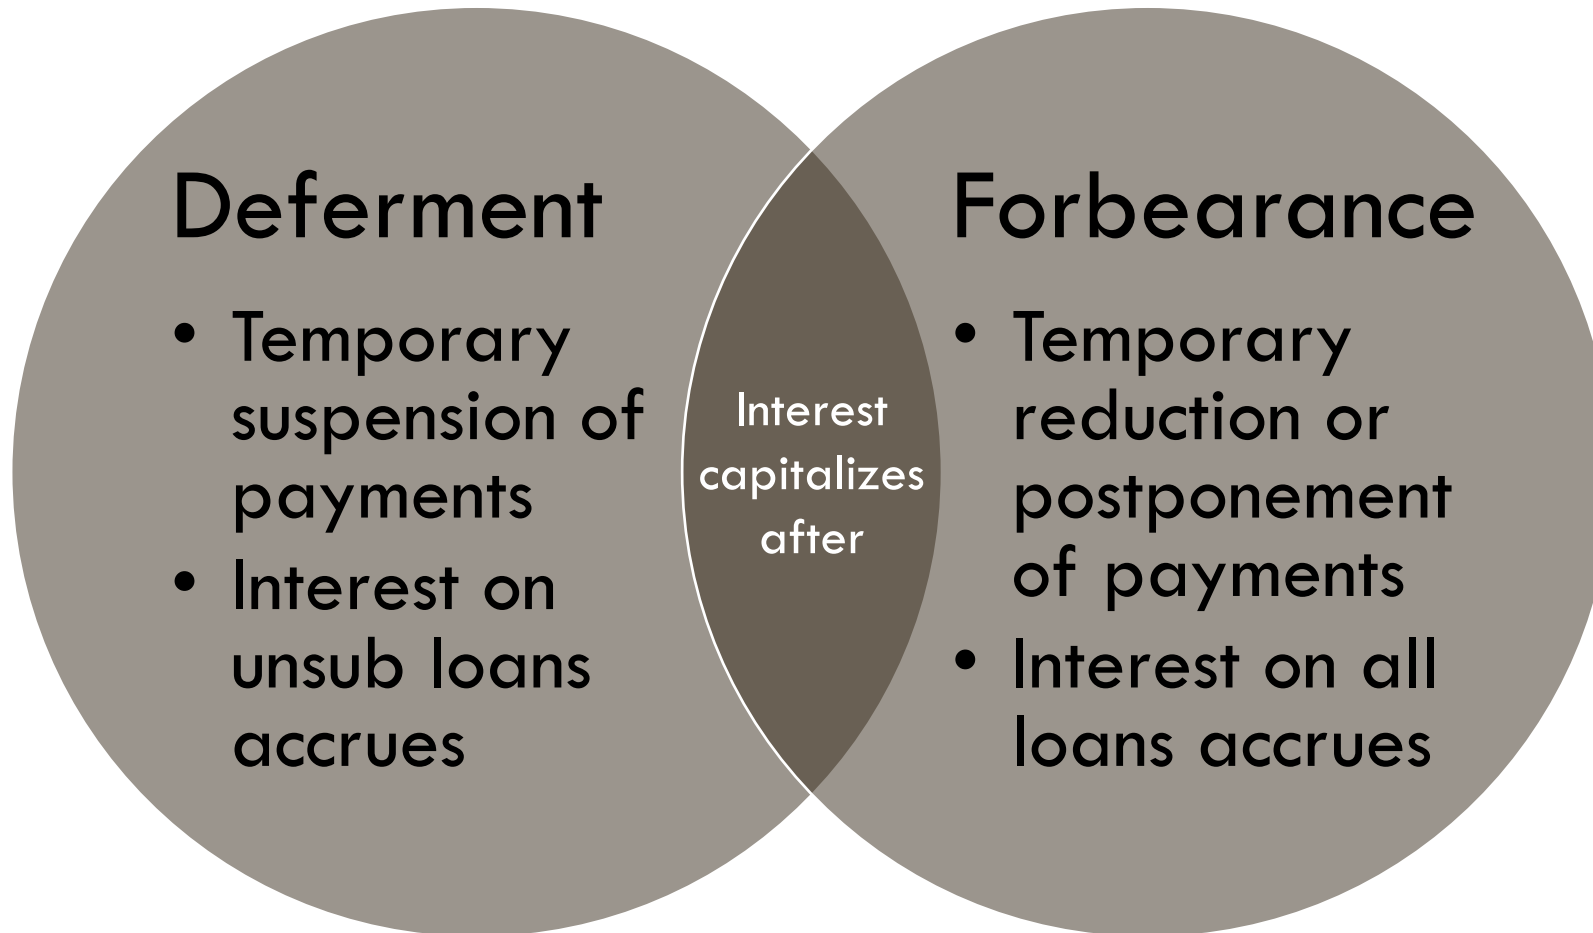 Deferment
• Temporary
suspension of
payments
• Interest on
unsub loans
accrues
Interest
capitalizes
after
Forbearance
• Temporary
reduction or
postponement
of payments
• Interest on all
loans accrues